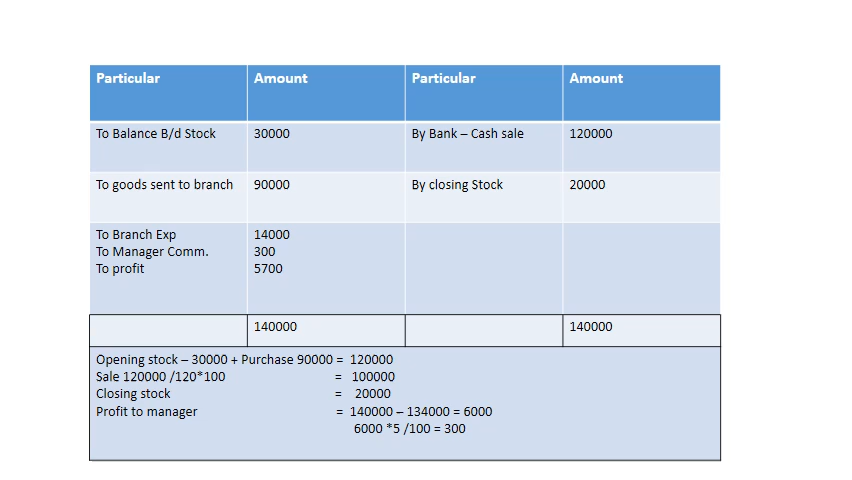 Particular Amount Particular Amount
To Balance B/d Stock 30000 By Bank – Cash sale 120000
To goods sent to branch 90000 By closing Stock 20000
To Branch Exp 14000
To Manager Comm. 300
To profit 5700
140000 140000
Opening stock – 30000 + Purchase 90000 = 120000
Sale 120000 /120*100 = 100000
Closing stock = 20000
Profit to manager = 140000 – 134000 = 6000
6000 *5 /100 = 300